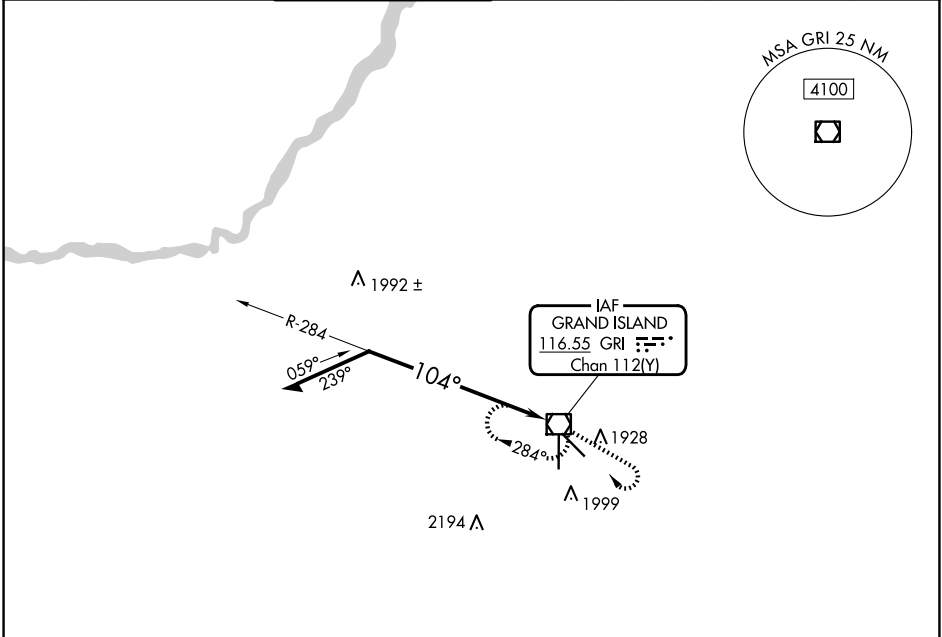 MSA GRI 25 NM
4100
1992 ±
IAF
GRAND ISLAND
116.55 GRI
Chan 112(Y)
R-284
059°
239°
104°
284°
1928
1999
2194